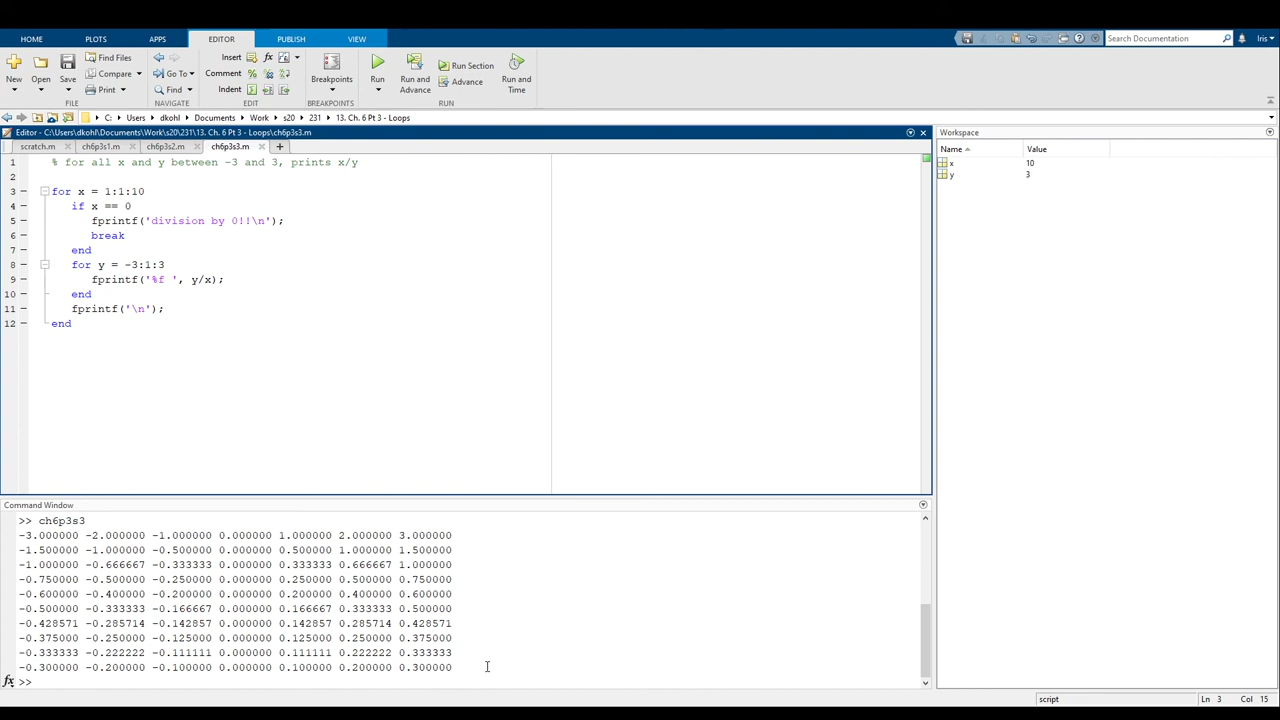 HOME PLOTS APPS EDITOR PUBLISH VIEW Search Documentation Iris
New Open Save Find Files Compare Print
Go To Find
Insert fx Comment Indent
Breakpoints Run Run and Advance Run Section Advance Run and Time
FILE NAVIGATE EDIT BREAKPOINTS RUN
C: Users dkohl Documents Work s20 231 13. Ch. 6 Pt 3 - Loops
Editor - C:\Users\dkohl\Documents\Work\s20\231\13. Ch. 6 Pt 3 - Loops\ch6p3s3.m
scratch.m ch6p3s1.m ch6p3s2.m ch6p3s3.m
1 % for all x and y between -3 and 3, prints x/y
2
3 for x = 1:1:10
4 if x == 0
5 fprintf('division by 0!!\n');
6 break
7 end
8 for y = -3:1:3
9 fprintf('%f ', y/x);
10 end
11 fprintf('\n');
12 end
Workspace
Name Value
x 10
y 3
Command Window
>> ch6p3s3
-3.000000 -2.000000 -1.000000 0.000000 1.000000 2.000000 3.000000
-1.500000 -1.000000 -0.500000 0.000000 0.500000 1.000000 1.500000
-1.000000 -0.666667 -0.333333 0.000000 0.333333 0.666667 1.000000
-0.750000 -0.500000 -0.250000 0.000000 0.250000 0.500000 0.750000
-0.600000 -0.400000 -0.200000 0.000000 0.200000 0.400000 0.600000
-0.500000 -0.333333 -0.166667 0.000000 0.166667 0.333333 0.500000
-0.428571 -0.285714 -0.142857 0.000000 0.142857 0.285714 0.428571
-0.375000 -0.250000 -0.125000 0.000000 0.125000 0.250000 0.375000
-0.333333 -0.222222 -0.111111 0.000000 0.111111 0.222222 0.333333
-0.300000 -0.200000 -0.100000 0.000000 0.100000 0.200000 0.300000
fx >>
script Ln 3 Col 15